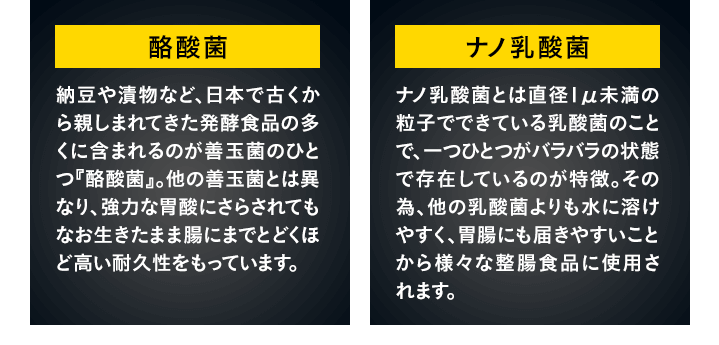 酪酸菌
納豆や漬物など、日本で古くか
ら親しまれてきた発酵食品の多
くに含まれるのが善玉菌のひと
つ『酪酸菌』。他の善玉菌とは異
なり、強力な胃酸にさらされても
なお生きたまま腸にまでとどくほ
ど高い耐久性をもっています。
ナノ乳酸菌
ナノ乳酸菌とは直径1μ未満の
粒子でできている乳酸菌のこと
で、一つひとつがバラバラの状態
で存在しているのが特徴。その
為、他の乳酸菌よりも水に溶け
やすく、胃腸にも届きやすいこと
から様々な整腸食品に使用さ
れます。